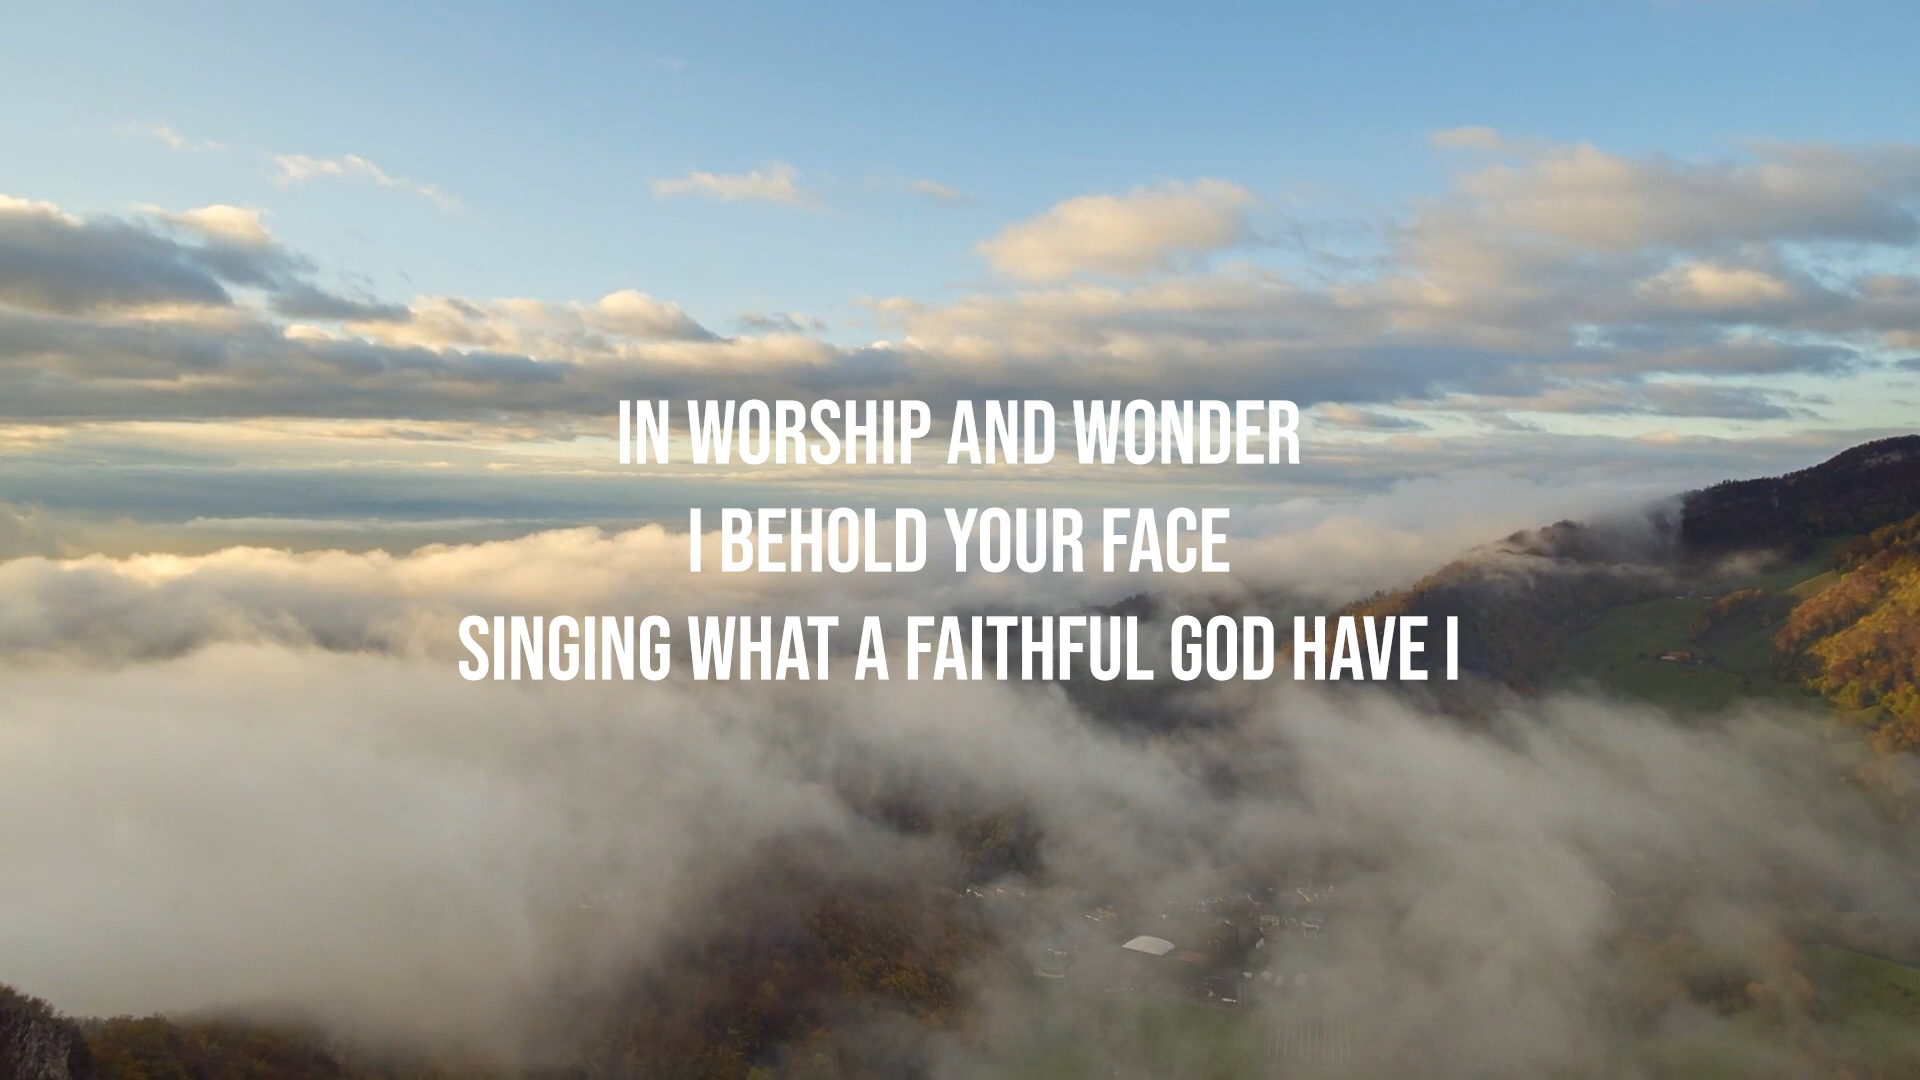 IN WORSHIP AND WONDER
I BEHOLD YOUR FACE
SINGING WHAT A FAITHFUL GOD HAVE I